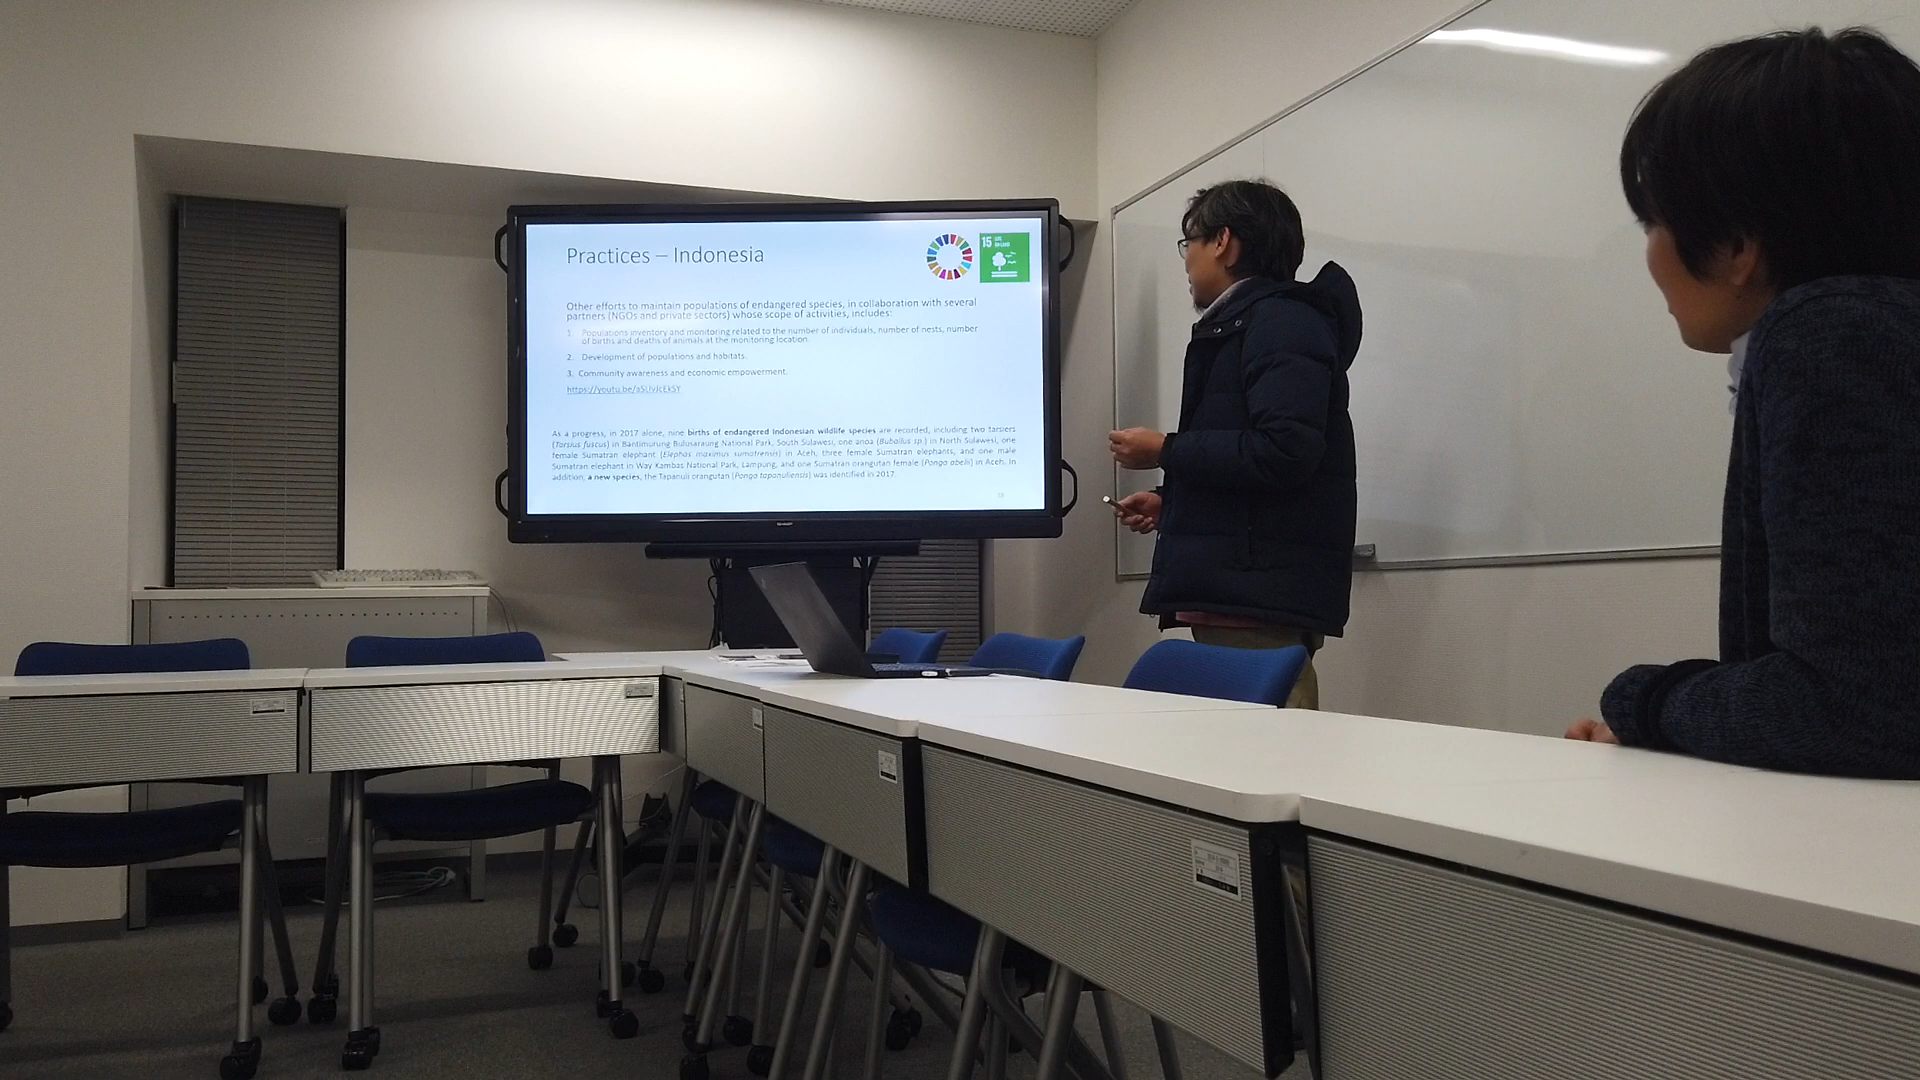 Practices – Indonesia
15 LIFE
ON LAND
Other efforts to maintain populations of endangered species, in collaboration with several
partners (NGOs and private sectors) whose scope of activities, includes:
1. Populations inventory and monitoring related to the number of individuals, number of nests, number
of births and deaths of animals at the monitoring location.
2. Development of populations and habitats.
3. Community awareness and economic empowerment.
As a progress, in 2017 alone, nine births of endangered Indonesian wildlife species are recorded, including two tarsiers
(Tarsius fuscus) in Bantimurung Bulusaraung National Park, South Sulawesi, one anoa (Bubalus sp.) in North Sulawesi, one
female Sumatran elephant (Elephas maximus sumatrensis) in Aceh, three female Sumatran elephants, and one male
Sumatran elephant in Way Kambas National Park, Lampung, and one Sumatran orangutan female (Pongo abelii) in Aceh. In
addition, a new species, the Tapanuli orangutan (Pongo tapanuliensis) was identified in 2017.
SHARP